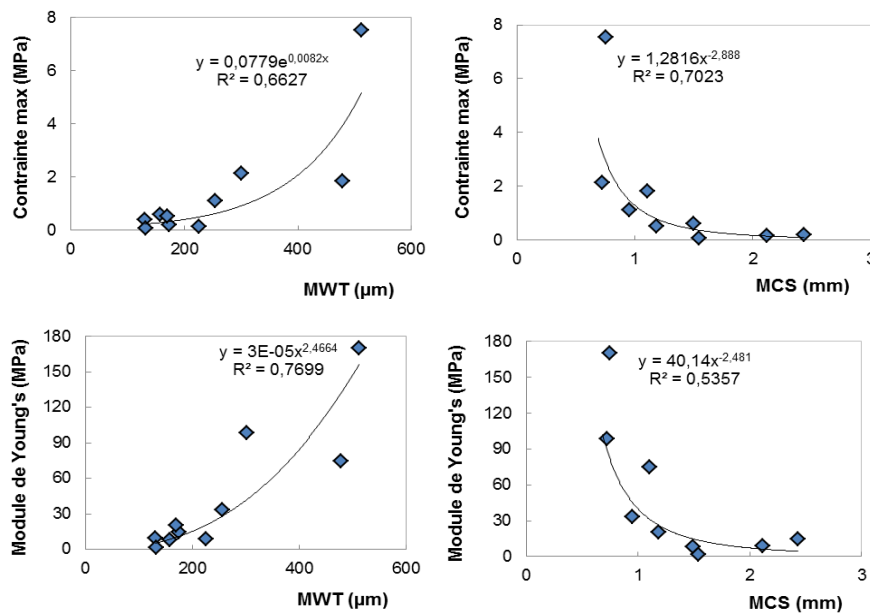 Contrainte max (MPa)
8
6
4
2
0
y = 0,0779e^0,0082x
R² = 0,6627
0
200
400
600
MWT (µm)
Contrainte max (MPa)
8
6
4
2
0
y = 1,2816x^-2,888
R² = 0,7023
0
1
2
3
MCS (mm)
Module de Young's (MPa)
180
150
120
90
60
30
0
y = 3E-05x^2,4664
R² = 0,7699
0
200
400
600
MWT (µm)
Module de Young's (MPa)
180
150
120
90
60
30
0
y = 40,14x^-2,481
R² = 0,5357
0
1
2
3
MCS (mm)